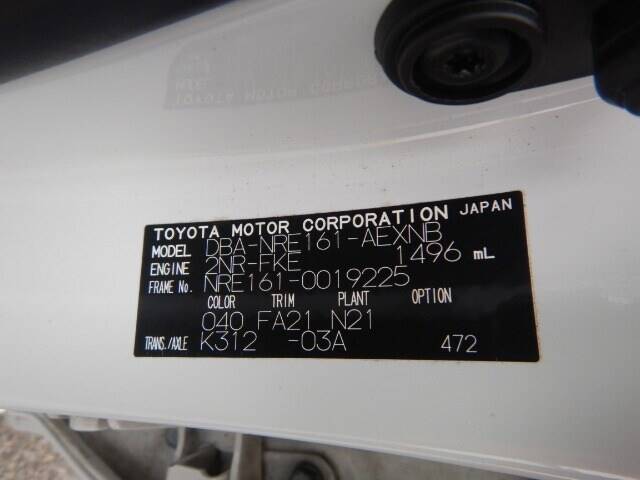 TOYOTA MOTOR CORPORATION JAPAN
MODEL DBA-NRE161-AEXNB
ENGINE 2NR-FKE 1496 mL
FRAME No. NRE161-0019225
COLOR TRIM PLANT OPTION
040 FA21 N21
TRANS./AXLE K312 -03A 472